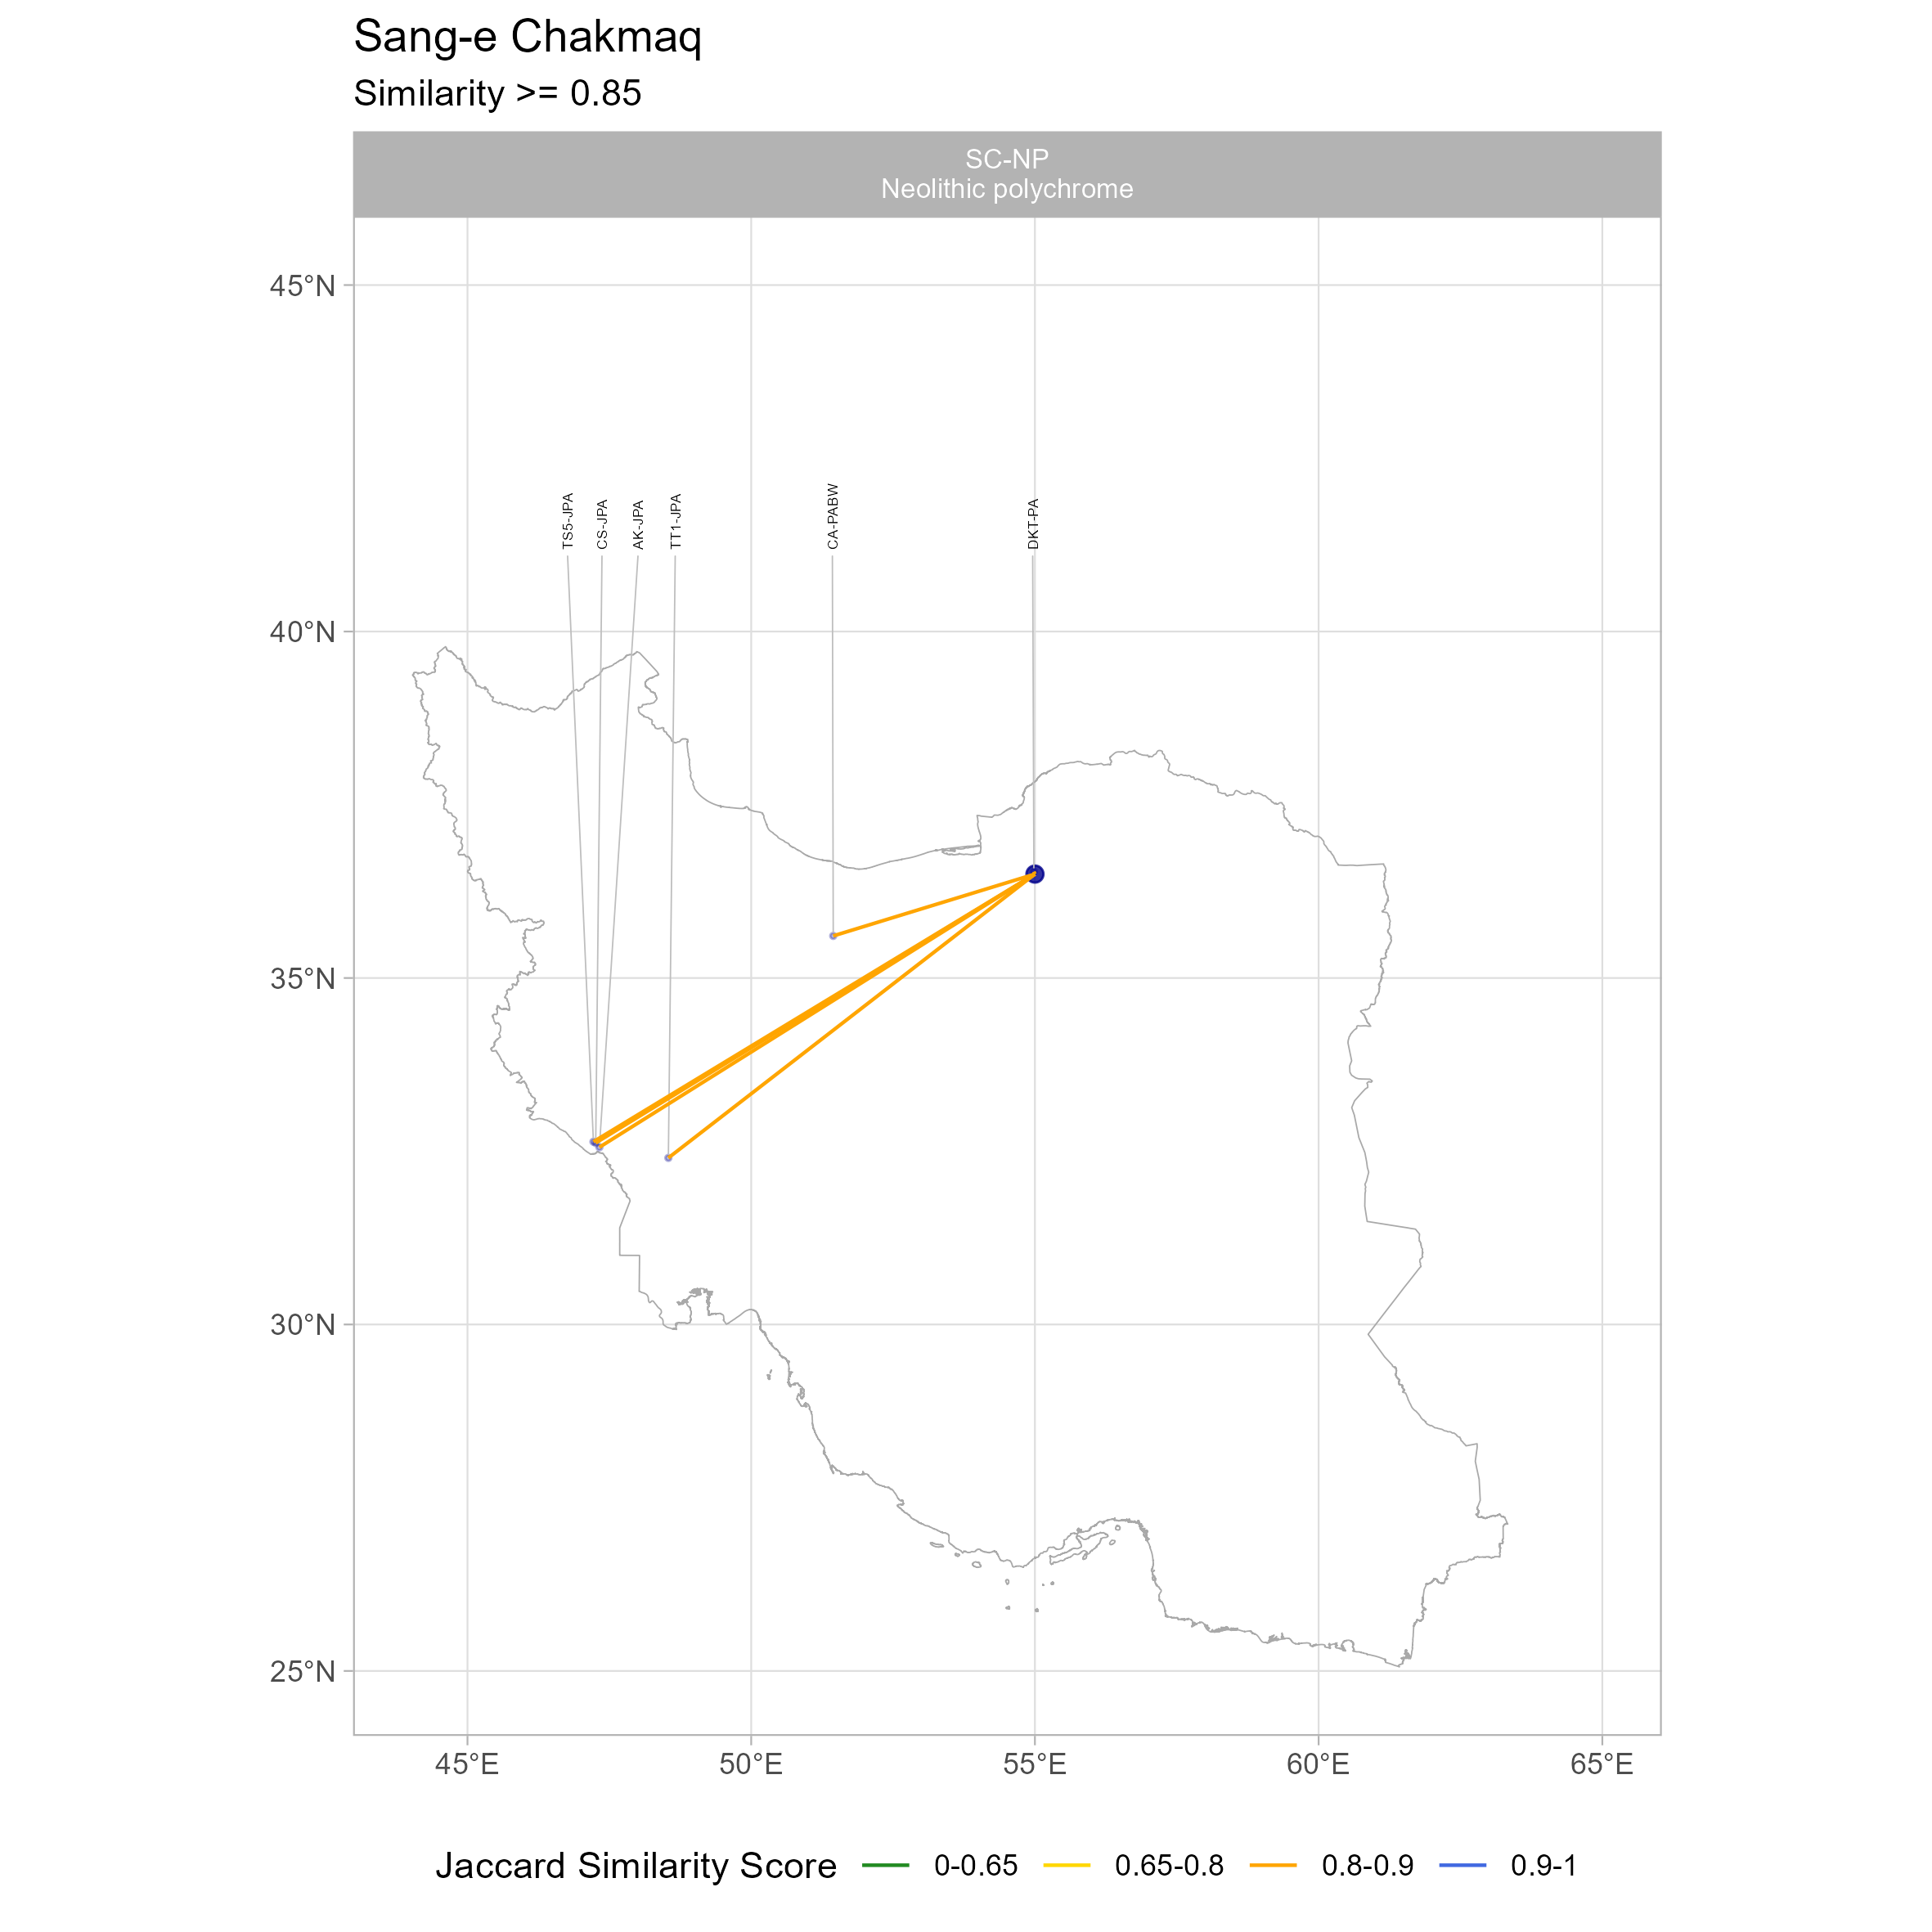 Sang-e Chakmaq
Similarity >= 0.85
SC-NP
Neolithic polychrome
45°N
40°N
35°N
30°N
25°N
TS5-JPA
CS-JPA
AK-JPA
TT1-JPA
CA-PABW
DKT-PA
45°E 50°E 55°E 60°E 65°E
Jaccard Similarity Score 0-0.65 0.65-0.8 0.8-0.9 0.9-1